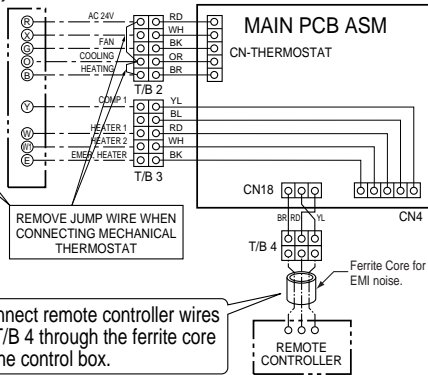 R AC 24V RD
X WH
G FAN BK
O COOLING OR
B HEATING BR
T/B 2
MAIN PCB ASM
CN-THERMOSTAT
Y COMP 1 YL
BL
W HEATER 1 RD
W1 HEATER 2 WH
E EMER. HEATER BK
T/B 3
CN18
CN4
BR RD YL
T/B 4
REMOVE JUMP WIRE WHEN
CONNECTING MECHANICAL
THERMOSTAT
Ferrite Core for
EMI noise.
nnect remote controller wires
T/B 4 through the ferrite core
ne control box.
REMOTE
CONTROLLER